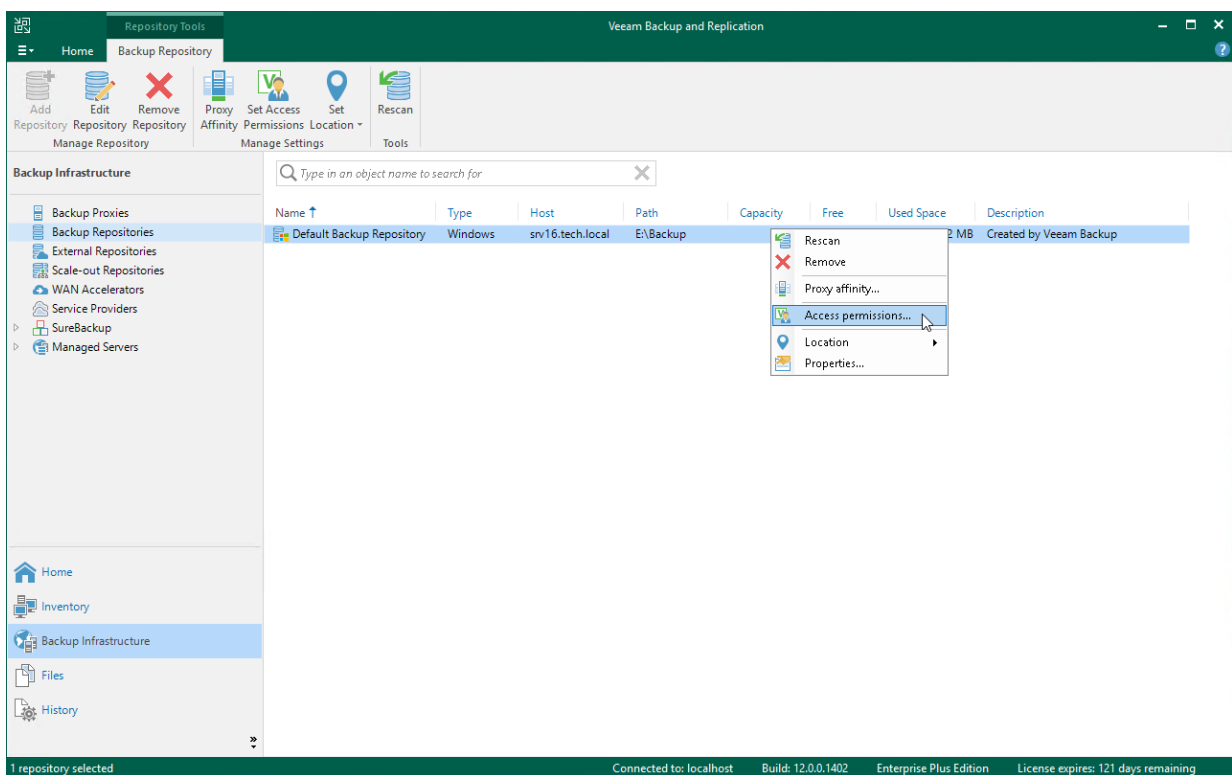 Repository Tools
Veeam Backup and Replication
Home
Backup Repository
Add Repository
Edit Repository
Remove Repository
Proxy Affinity
Set Access Permissions
Set Location
Rescan
Manage Repository
Manage Settings
Tools
Backup Infrastructure
Type in an object name to search for
Backup Proxies
Backup Repositories
External Repositories
Scale-out Repositories
WAN Accelerators
Service Providers
SureBackup
Managed Servers
Name Type Host Path Capacity Free Used Space Description
Default Backup Repository Windows srv16.tech.local E:\Backup 2 MB Created by Veeam Backup
Rescan
Remove
Proxy affinity...
Access permissions...
Location
Properties...
Home
Inventory
Backup Infrastructure
Files
History
1 repository selected Connected to: localhost Build: 12.0.0.1402 Enterprise Plus Edition License expires: 121 days remaining